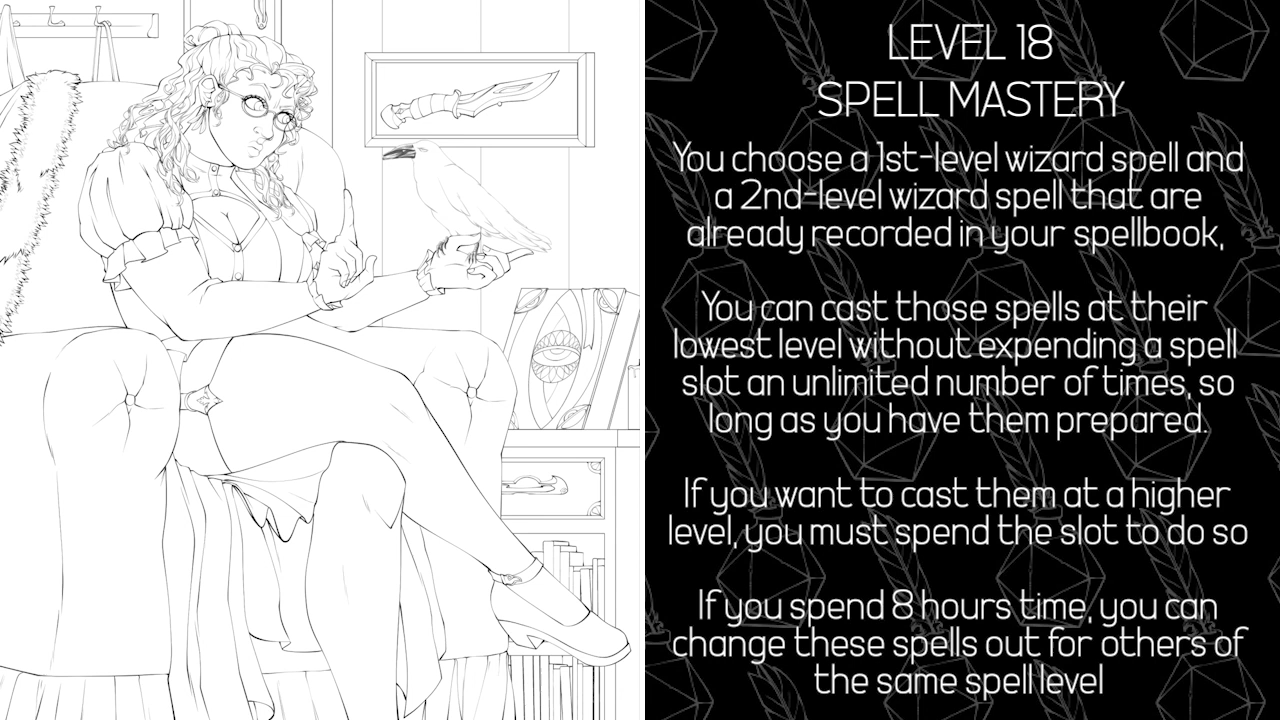 LEVEL 18
SPELL MASTERY
You choose a 1st-level wizard spell and
a 2nd-level wizard spell that are
already recorded in your spellbook,
You can cast those spells at their
lowest level without expending a spell
slot an unlimited number of times, so
long as you have them prepared.
If you want to cast them at a higher
level, you must spend the slot to do so
If you spend 8 hours time, you can
change these spells out for others of
the same spell level